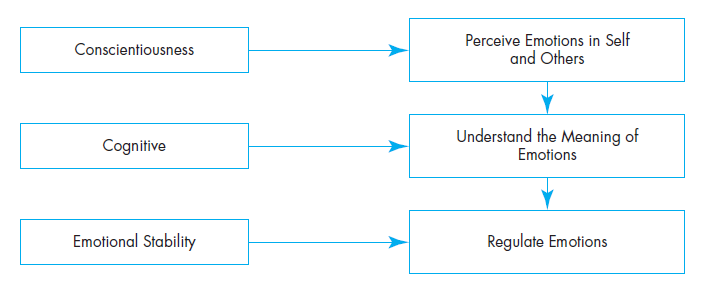 Conscientiousness
Perceive Emotions in Self
and Others
Cognitive
Understand the Meaning of
Emotions
Emotional Stability
Regulate Emotions